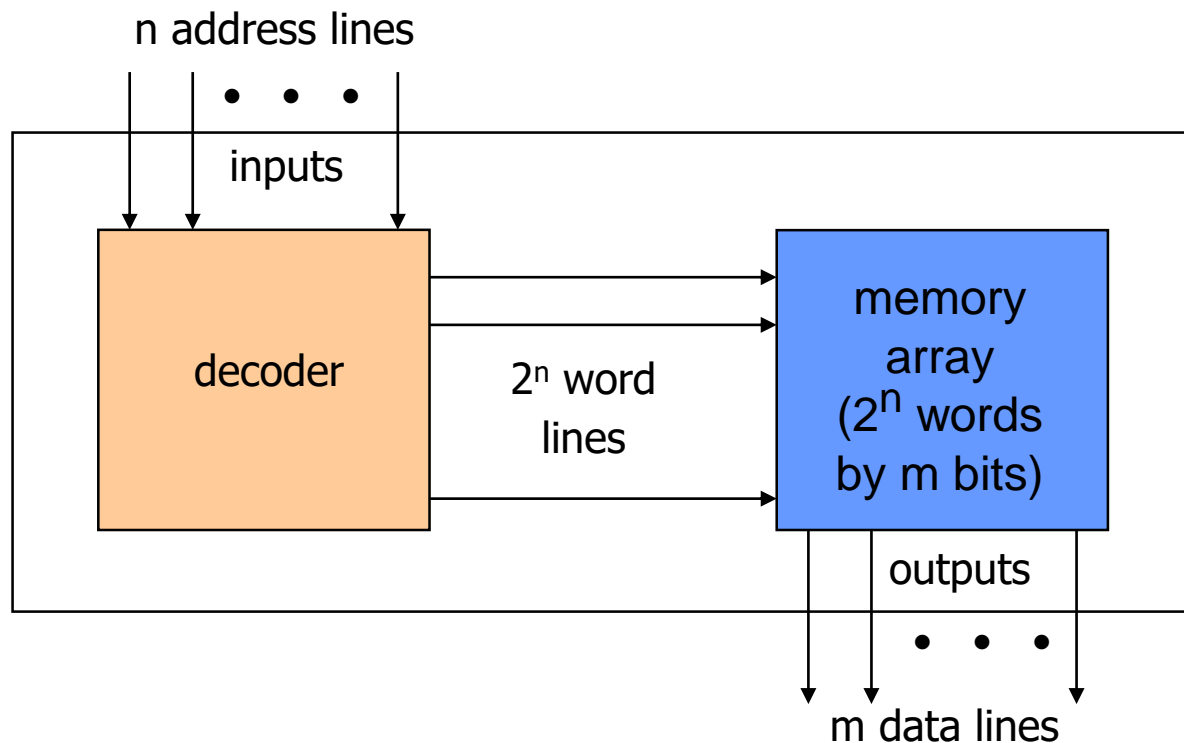 n address lines
• • •
inputs
decoder
2ⁿ word
lines
memory
array
(2ⁿ words
by m bits)
outputs
• • •
m data lines